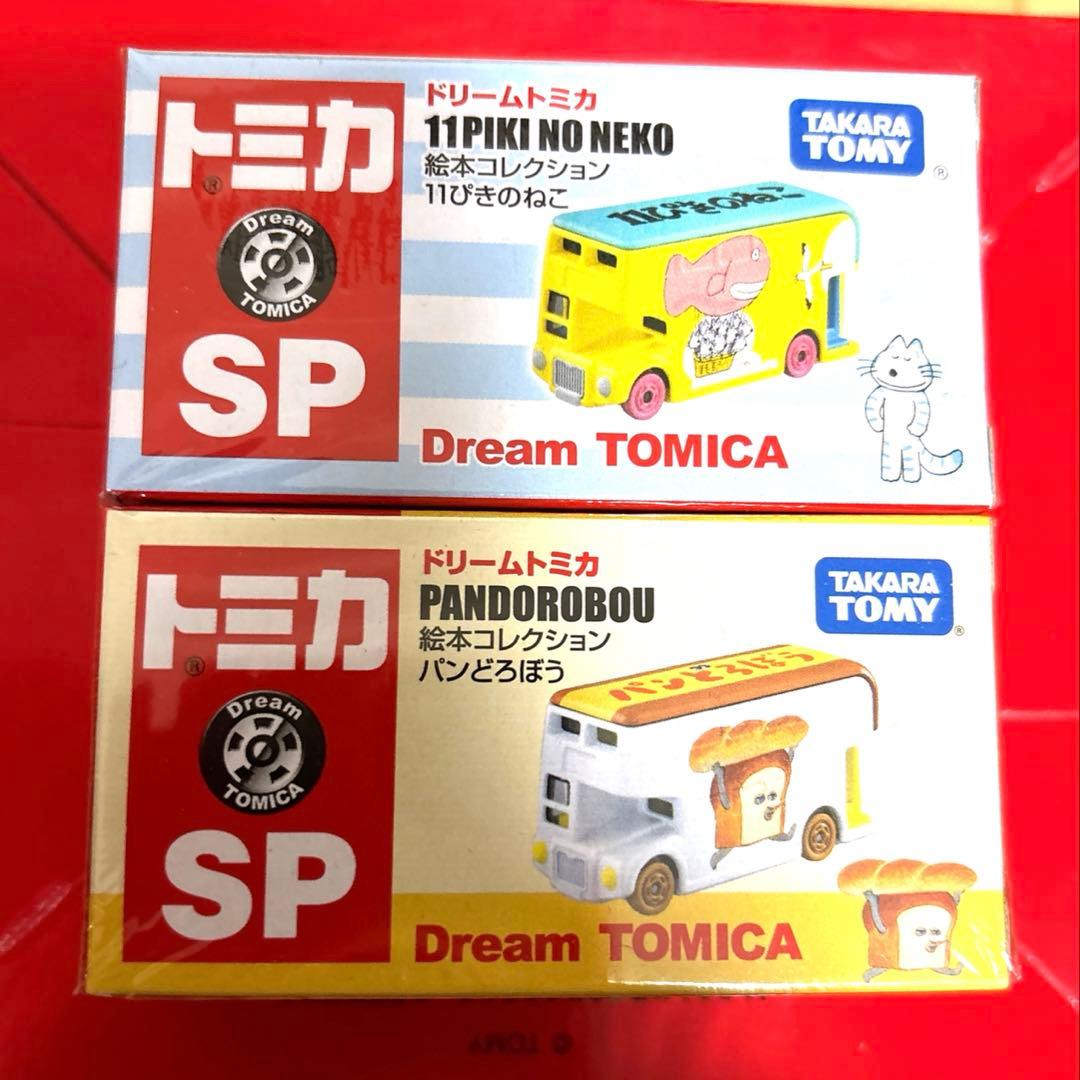 トミカ
®
Dream
TOMICA
SP
ドリームトミカ
11PIKI NO NEKO
絵本コレクション
11ぴきのねこ
TAKARA
TOMY
®
11ぴきのねこ
Dream TOMICA
トミカ
®
Dream
TOMICA
SP
ドリームトミカ
PANDOROBOU
絵本コレクション
パンどろぼう
TAKARA
TOMY
®
パンどろぼう
Dream TOMICA
© TOMY